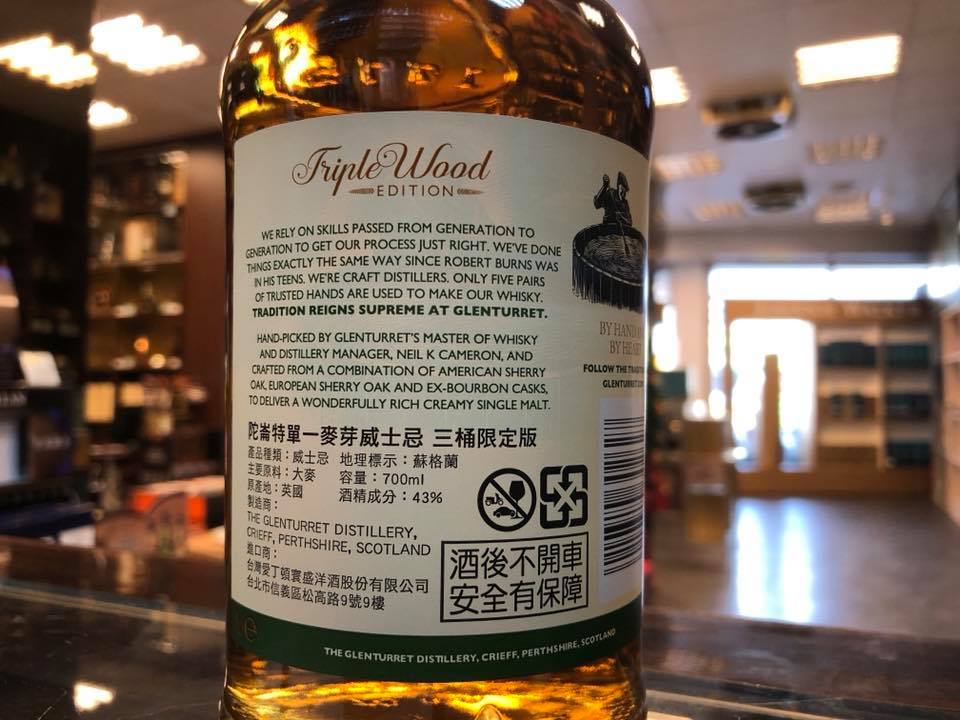 Triple Wood
EDITION
WE RELY ON SKILLS PASSED FROM GENERATION TO
GENERATION TO GET OUR PROCESS JUST RIGHT. WE'VE DONE
THINGS EXACTLY THE SAME WAY SINCE ROBERT BURNS WAS
IN HIS TEENS. WE'RE CRAFT DISTILLERS. ONLY FIVE PAIRS
OF TRUSTED HANDS ARE USED TO MAKE OUR WHISKY.
TRADITION REIGNS SUPREME AT GLENTURRET.
HAND-PICKED BY GLENTURRET'S MASTER OF WHISKY
AND DISTILLERY MANAGER, NEIL K CAMERON, AND
CRAFTED FROM A COMBINATION OF AMERICAN SHERRY
OAK, EUROPEAN SHERRY OAK AND EX-BOURBON CASKS,
TO DELIVER A WONDERFULLY RICH CREAMY SINGLE MALT.
陀崙特單一麥芽威士忌 三桶限定版
產品種類：威士忌 地理標示：蘇格蘭
主要原料：大麥 容量：700ml
原產地：英國 酒精成分：43%
製造商：
THE GLENTURRET DISTILLERY,
CRIEFF, PERTHSHIRE, SCOTLAND
進口商：
台灣愛丁頓寰盛洋酒股份有限公司
台北市信義區松高路9號9樓
酒後不開車
安全有保障
BY HAND
BY HEART
FOLLOW THE
GLENTURRET
THE GLENTURRET DISTILLERY, CRIEFF, PERTHSHIRE, SCOTLAND